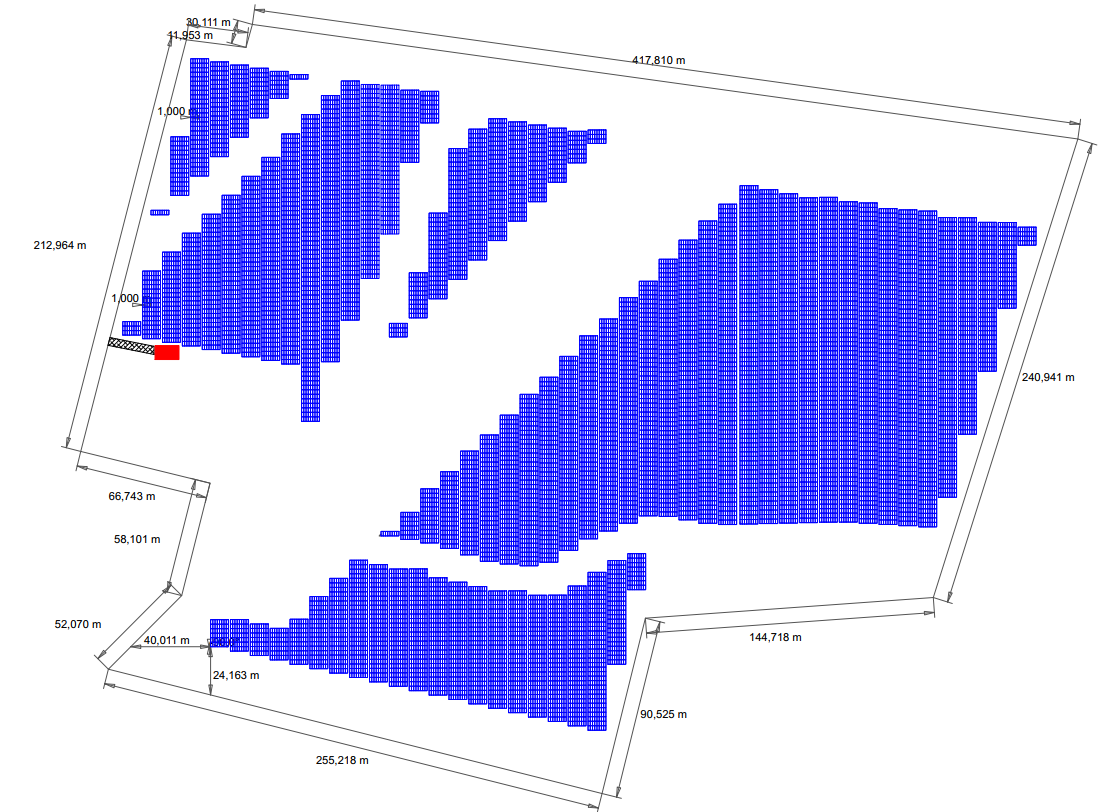 30,111 m
11,953 m
417,810 m
1,000
212,964 m
1,000
240,941 m
66,743 m
58,101 m
52,070 m
40,011 m
144,718 m
24,163 m
90,525 m
255,218 m